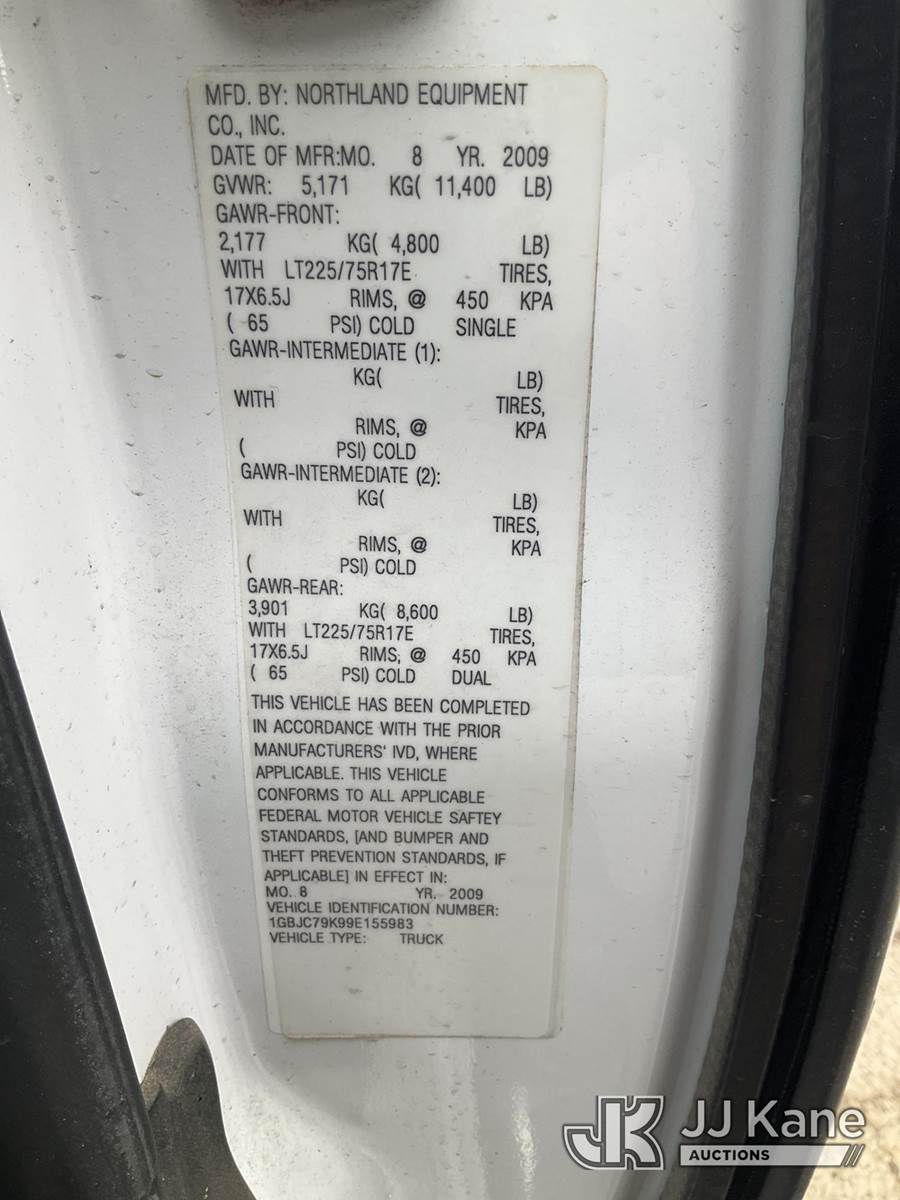 MFD. BY: NORTHLAND EQUIPMENT
CO., INC.
DATE OF MFR:MO. 8 YR. 2009
GVWR: 5,171 KG( 11,400 LB)
GAWR-FRONT:
2,177 KG( 4,800 LB)
WITH LT225/75R17E TIRES,
17X6.5J RIMS, @ 450 KPA
( 65 PSI) COLD SINGLE
GAWR-INTERMEDIATE (1):
KG( LB)
WITH TIRES,
RIMS, @ KPA
( PSI) COLD
GAWR-INTERMEDIATE (2):
KG( LB)
WITH TIRES,
RIMS, @ KPA
( PSI) COLD
GAWR-REAR:
3,901 KG( 8,600 LB)
WITH LT225/75R17E TIRES,
17X6.5J RIMS; @ 450 KPA
( 65 PSI) COLD DUAL
THIS VEHICLE HAS BEEN COMPLETED
IN ACCORDANCE WITH THE PRIOR
MANUFACTURERS' IVD, WHERE
APPLICABLE. THIS VEHICLE
CONFORMS TO ALL APPLICABLE
FEDERAL MOTOR VEHICLE SAFTEY
STANDARDS, [AND BUMPER AND
THEFT PREVENTION STANDARDS, IF
APPLICABLE] IN EFFECT IN:
MO. 8 YR. 2009
VEHICLE IDENTIFICATION NUMBER:
1GBJC79K99E155983
VEHICLE TYPE: TRUCK
JK JJ Kane
AUCTIONS